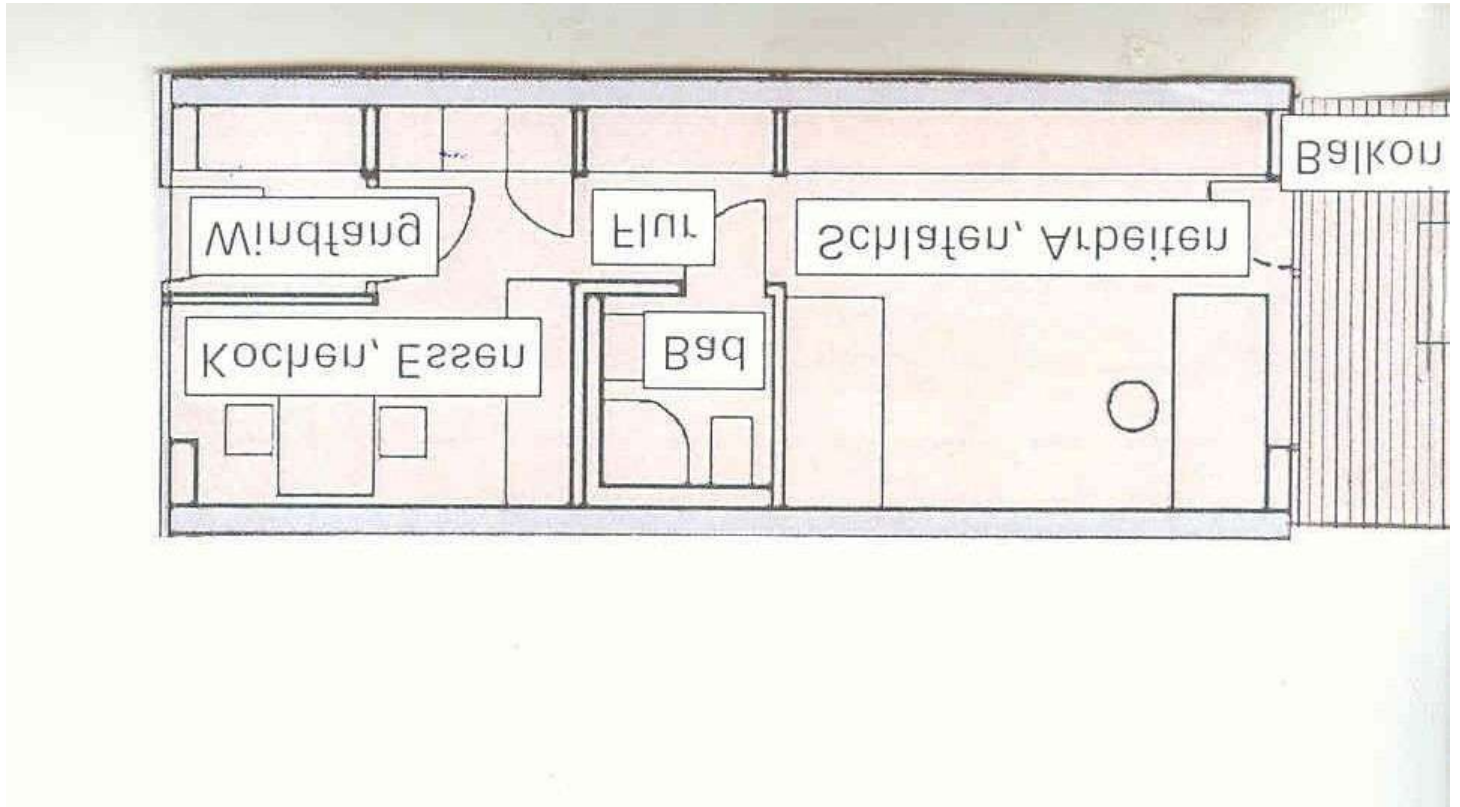 Balkon
Windfang
Flur
Schlafen, Arbeiten
Kochen, Essen
Bad